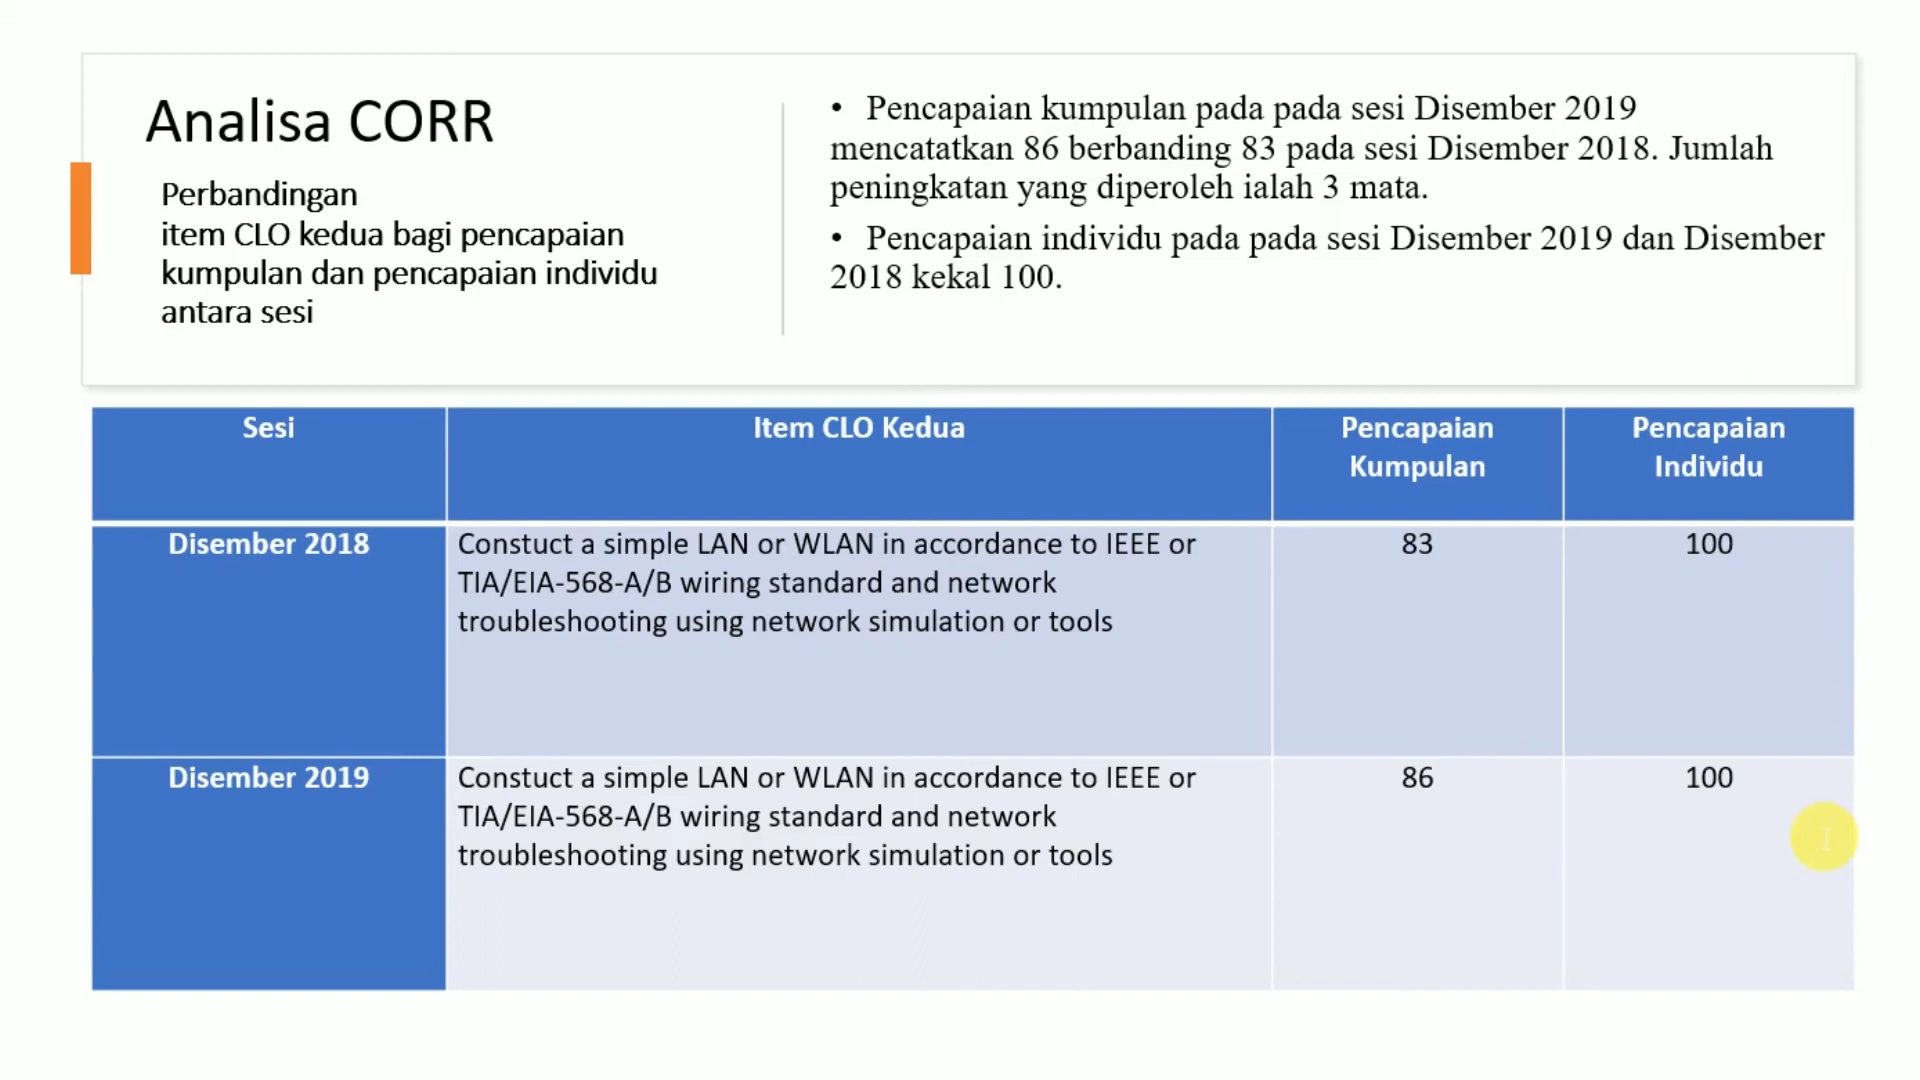 Analisa CORR
Perbandingan
item CLO kedua bagi pencapaian
kumpulan dan pencapaian individu
antara sesi
• Pencapaian kumpulan pada pada sesi Disember 2019
mencatatkan 86 berbanding 83 pada sesi Disember 2018. Jumlah
peningkatan yang diperoleh ialah 3 mata.
• Pencapaian individu pada pada sesi Disember 2019 dan Disember
2018 kekal 100.
Sesi
Item CLO Kedua
Pencapaian
Kumpulan
Pencapaian
Individu
Disember 2018
Constuct a simple LAN or WLAN in accordance to IEEE or
TIA/EIA-568-A/B wiring standard and network
troubleshooting using network simulation or tools
83
100
Disember 2019
Constuct a simple LAN or WLAN in accordance to IEEE or
TIA/EIA-568-A/B wiring standard and network
troubleshooting using network simulation or tools
86
100